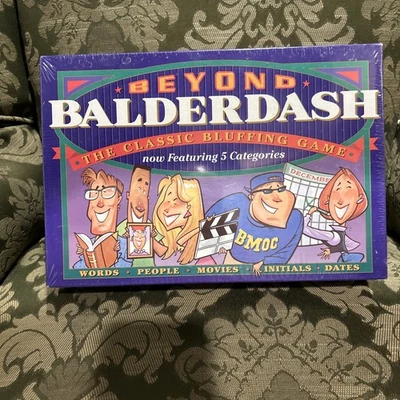 BEYOND
BALDERDASH
THE CLASSIC BLUFFING GAME
now Featuring 5 Categories
DECEMBER
BMOC
WORDS • PEOPLE • MOVIES • INITIALS • DATES